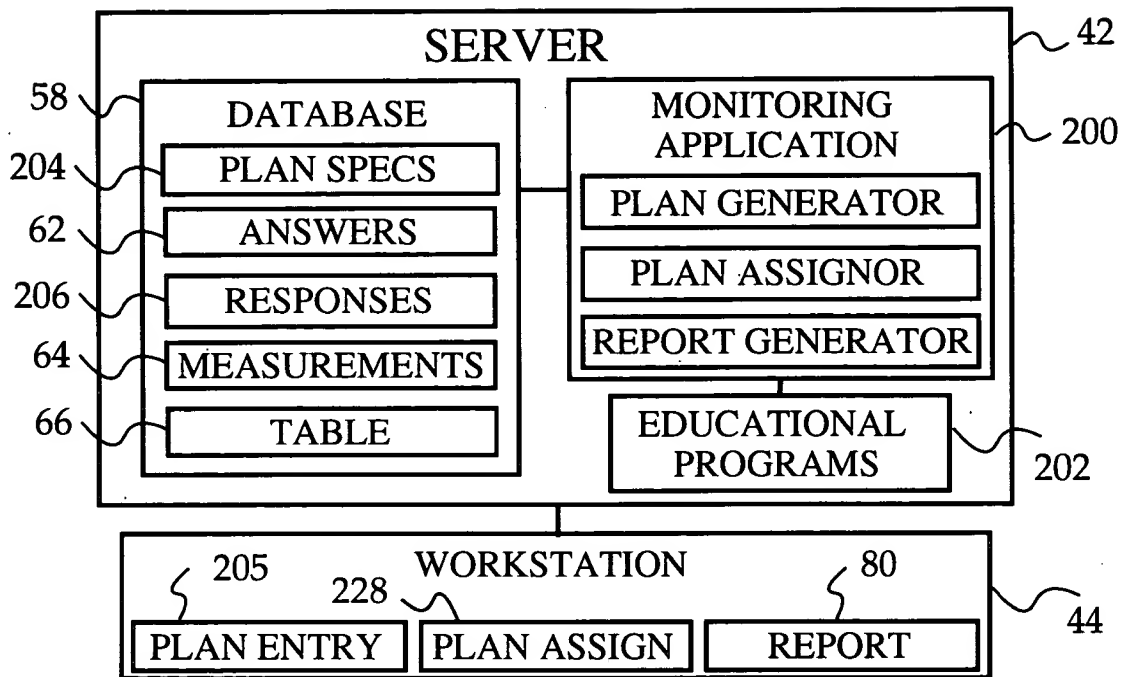 SERVER
42
58
DATABASE
204
PLAN SPECS
62
ANSWERS
206
RESPONSES
64
MEASUREMENTS
66
TABLE
MONITORING
APPLICATION
200
PLAN GENERATOR
PLAN ASSIGNOR
REPORT GENERATOR
EDUCATIONAL
PROGRAMS
202
WORKSTATION
44
205
PLAN ENTRY
228
PLAN ASSIGN
80
REPORT